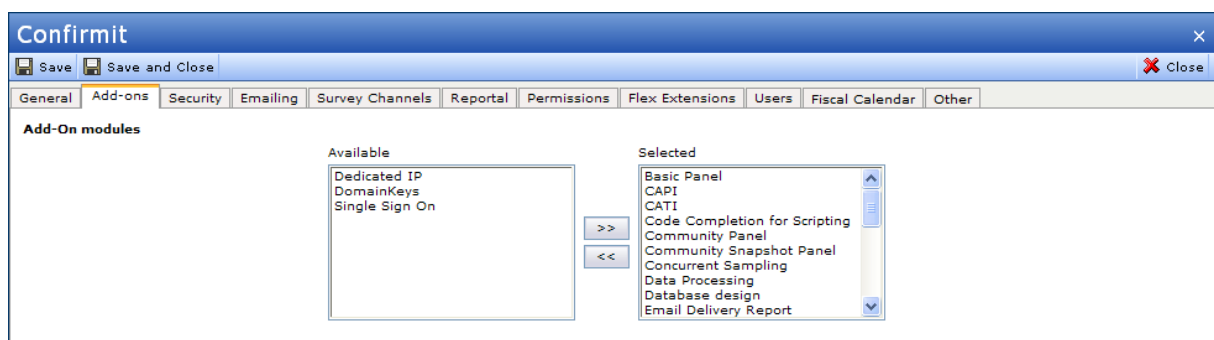 Confirmit
Save Save and Close Close
General Add-ons Security Emailing Survey Channels Reportal Permissions Flex Extensions Users Fiscal Calendar Other
Add-On modules
Available
Dedicated IP
DomainKeys
Single Sign On
>>
<<
Selected
Basic Panel
CAPI
CATI
Code Completion for Scripting
Community Panel
Community Snapshot Panel
Concurrent Sampling
Data Processing
Database design
Email Delivery Report